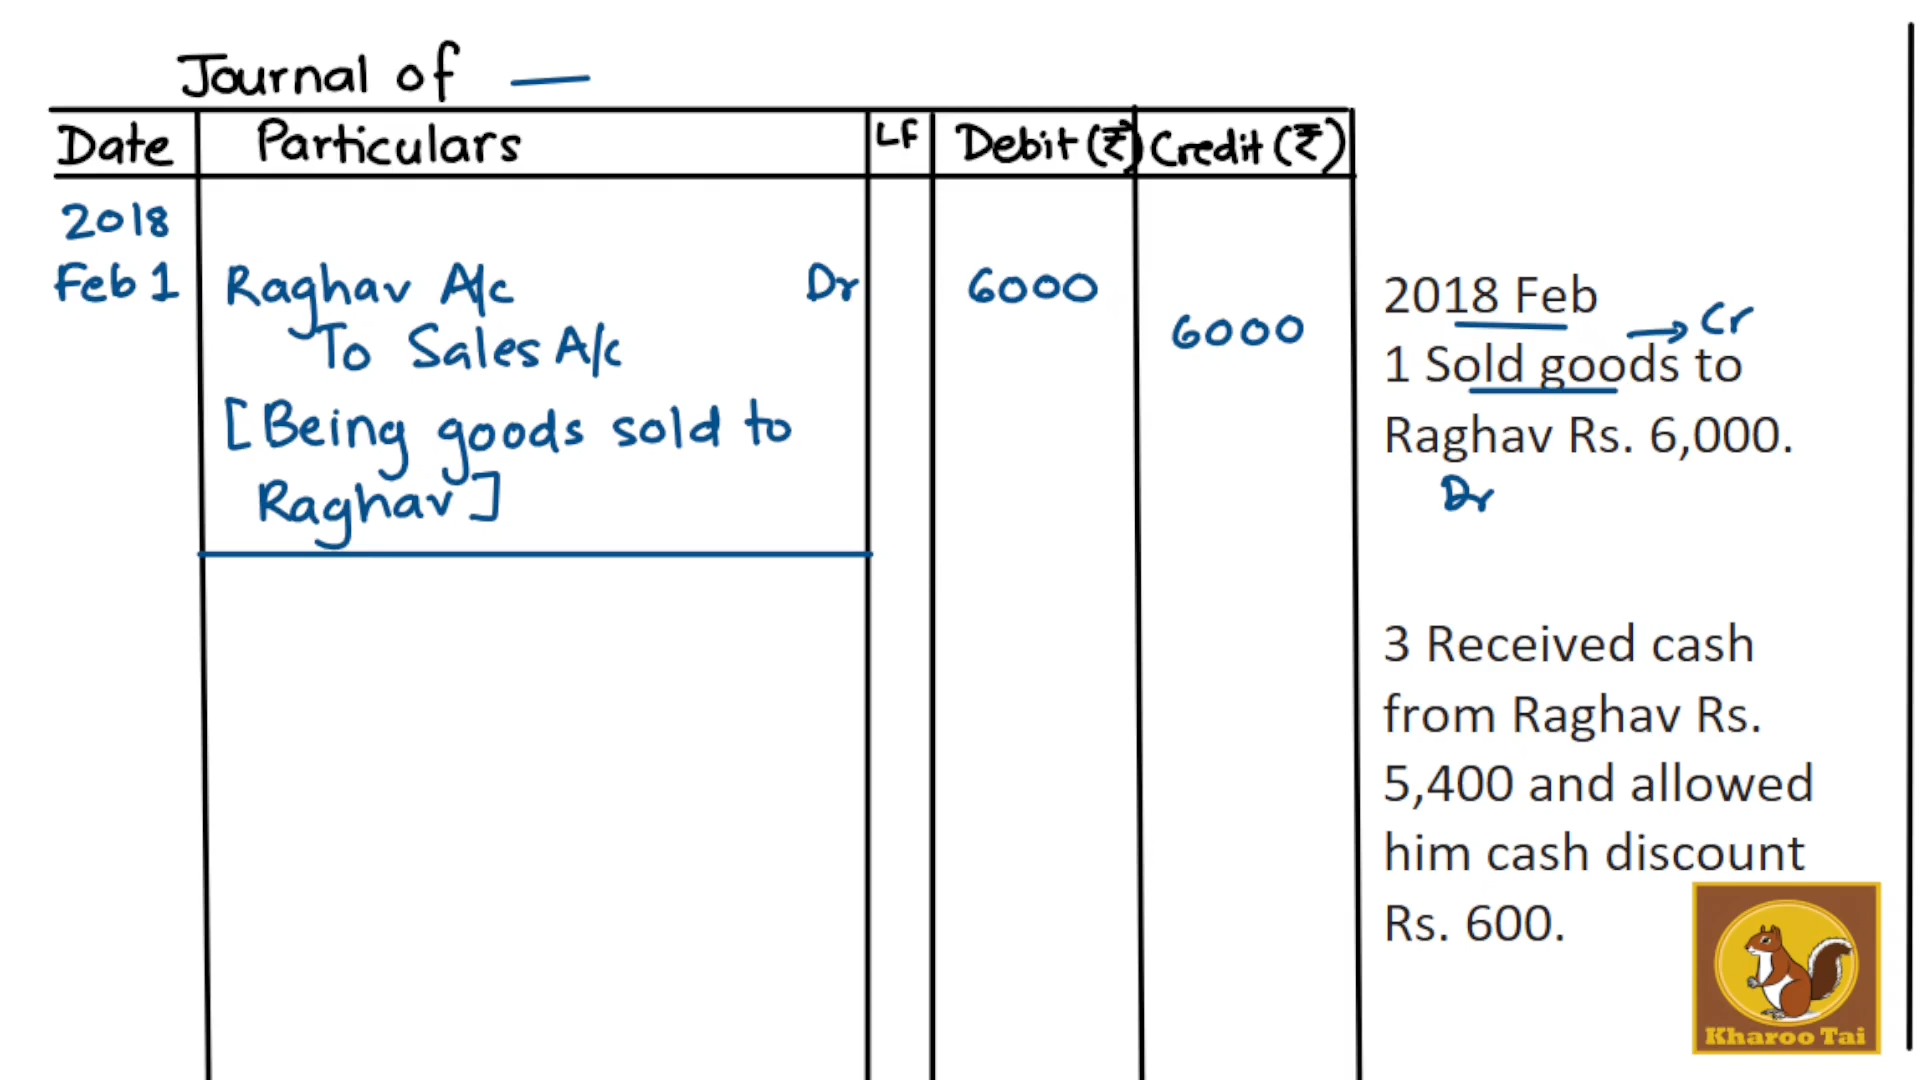 Journal of —
Date Particulars LF Debit (₹) Credit (₹)
2018
Feb 1 Raghav A/c Dr 6000
To Sales A/c 6000
[Being goods sold to
Raghav]
2018 Feb
→ Cr
1 Sold goods to
Raghav Rs. 6,000.
Dr
3 Received cash
from Raghav Rs.
5,400 and allowed
him cash discount
Rs. 600.
Kharoo Tai